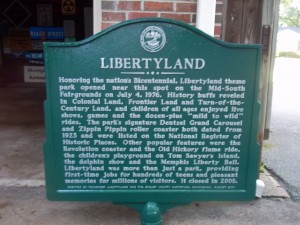 LIBERTYLAND
Honoring the nation's Bicentennial, Libertyland theme
park opened near this spot on the Mid-South
Fairgrounds on July 4, 1976. History buffs reveled
in Colonial Land, Frontier Land and Turn-of-the-
Century Land, and children of all ages enjoyed live
shows, games and the dozen-plus "mild to wild"
rides. The park's signature Dentzel Grand Carousel
and Zippin Pippin roller coaster both dated from
1923 and were listed on the National Register of
Historic Places. Other popular features were the
Revolution coaster and the Old Hickory flume ride,
the children's playground on Tom Sawyer's Island,
the dolphin show and the Memphis Liberty Bell.
Libertyland was more than just a park, providing
first-time jobs for hundreds of teens and pleasant
memories for millions of visitors. It closed in 2005.